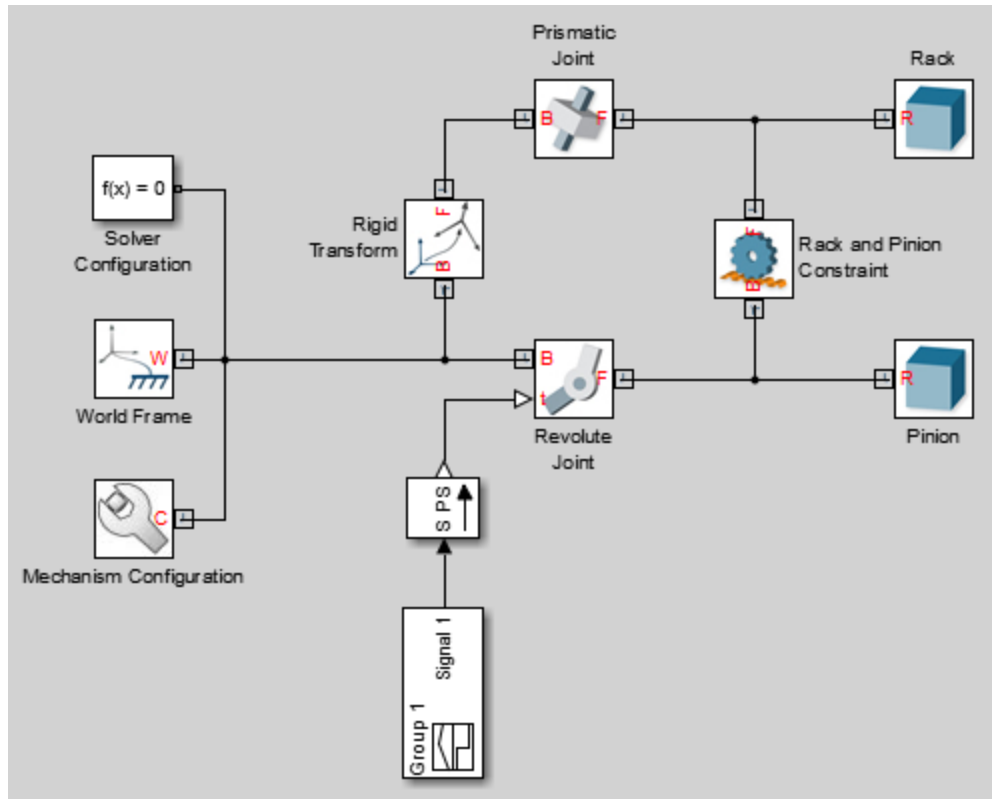 Prismatic
Joint
Rack
B
F
R
f(x) = 0
Solver
Configuration
Rigid
Transform
F
B
F
B
Rack and Pinion
Constraint
W
World Frame
B
F
t
Revolute
Joint
R
Pinion
C
Mechanism Configuration
S PS
Signal 1
Group 1